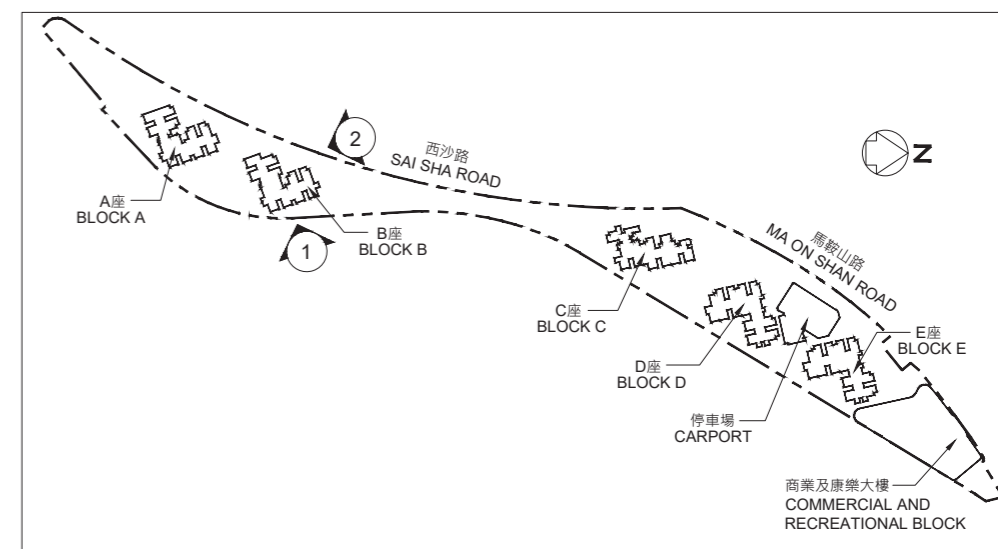 2
西沙路
SAI SHA ROAD
N
A座
BLOCK A
B座
BLOCK B
1
馬鞍山路
MA ON SHAN ROAD
C座
BLOCK C
E座
BLOCK E
D座
BLOCK D
停車場
CARPORT
商業及康樂大樓
COMMERCIAL AND
RECREATIONAL BLOCK